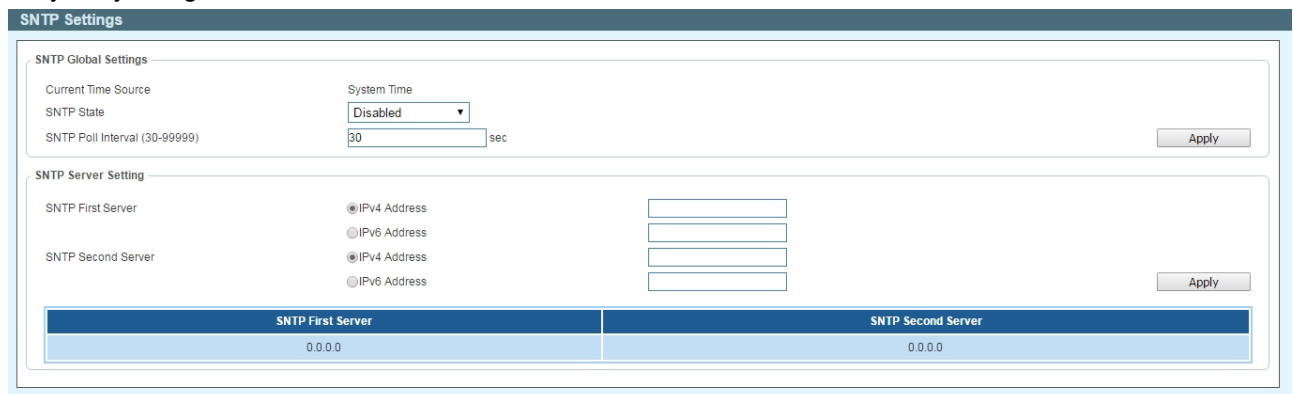 SNTP Settings
SNTP Global Settings
Current Time Source System Time
SNTP State Disabled
SNTP Poll Interval (30-99999) 30 sec Apply
SNTP Server Setting
SNTP First Server IPv4 Address
IPv6 Address
SNTP Second Server IPv4 Address
IPv6 Address Apply
SNTP First Server SNTP Second Server
0.0.0.0 0.0.0.0